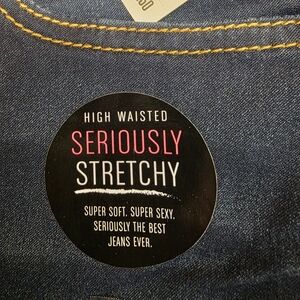 HIGH WAISTED
SERIOUSLY
STRETCHY
SUPER SOFT. SUPER SEXY.
SERIOUSLY THE BEST
JEANS EVER.